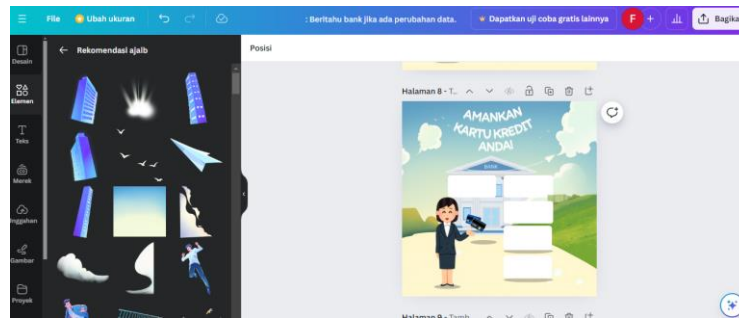 File
Ubah ukuran
: Beritahu bank jika ada perubahan data.
Dapatkan uji coba gratis lainnya
F
+
Bagika
Desain
Elemen
Teks
Merek
nggahan
Gambar
Proyek
Rekomendasi ajaib
Posisi
Halaman 8 - T...
AMANKAN
KARTU KREDIT
ANDA!
BANK
Halaman 9 - Tamb